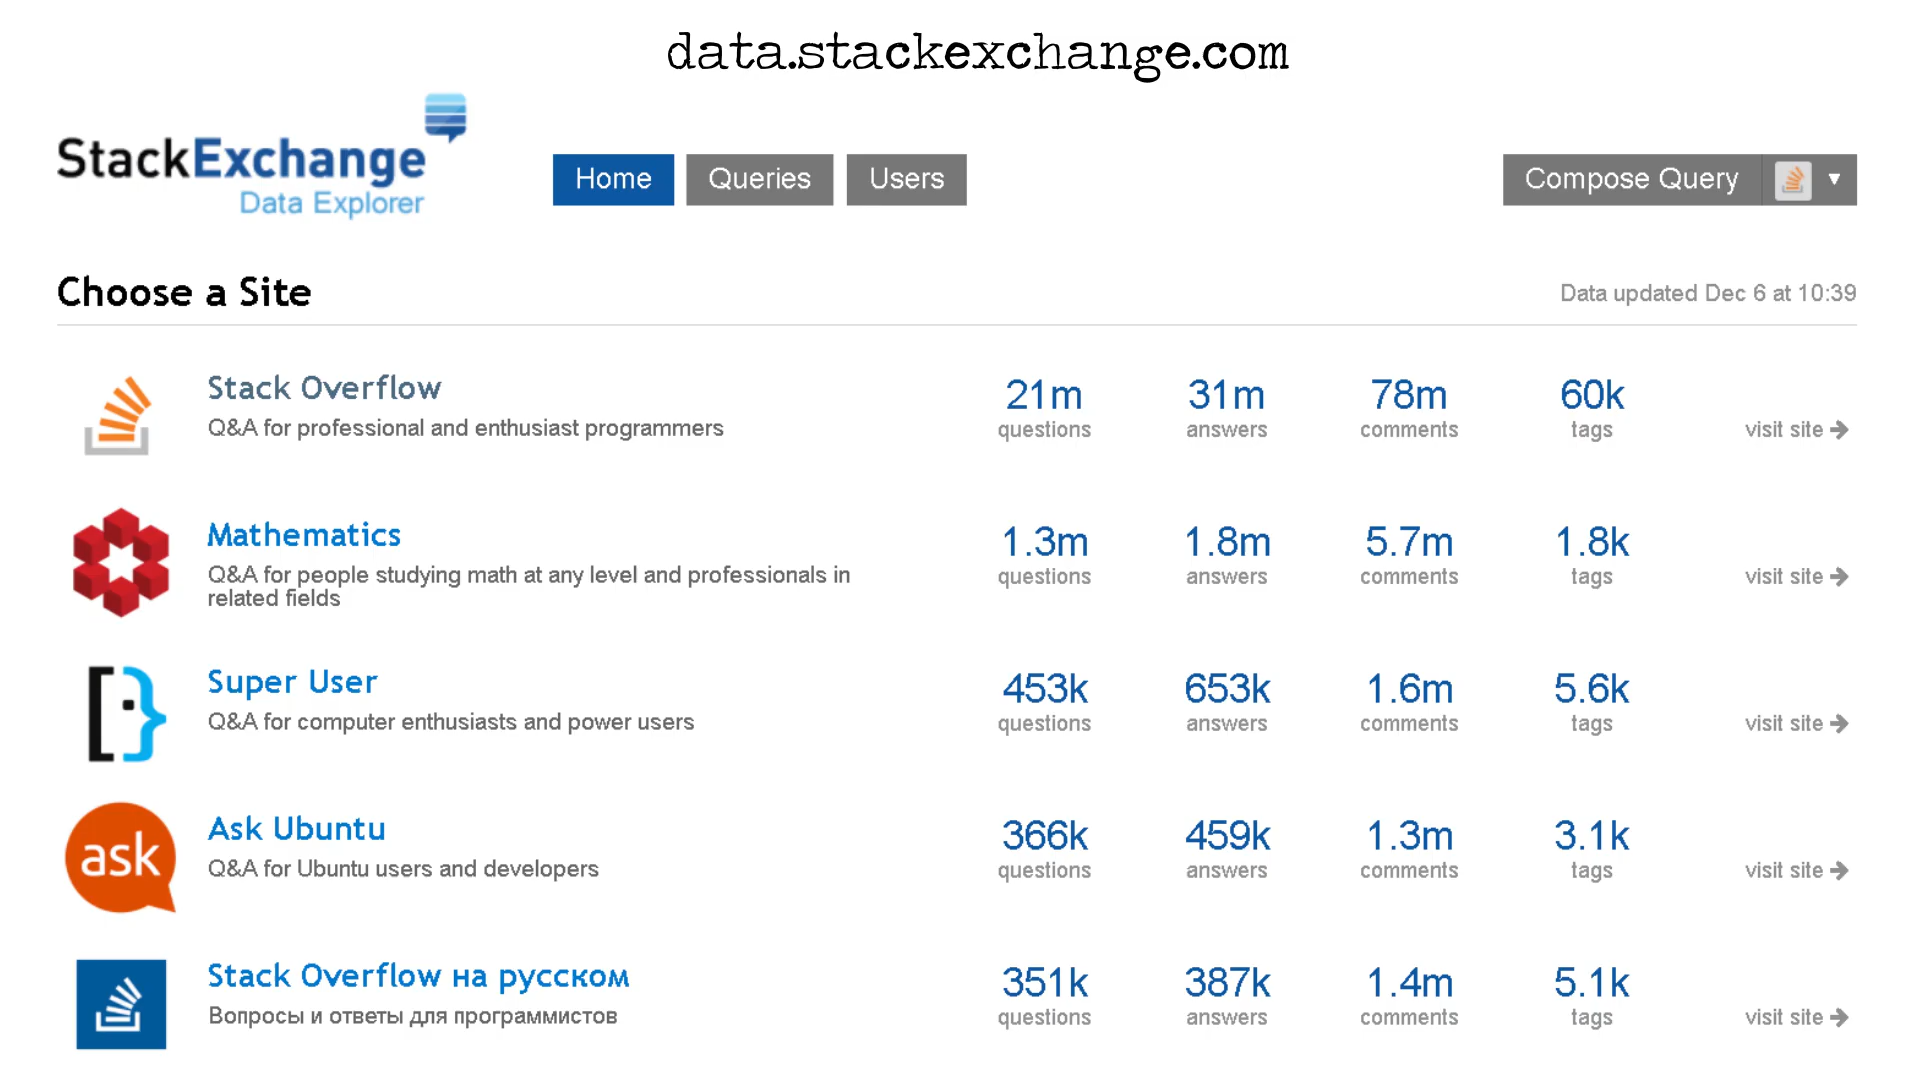 data.stackexchange.com
StackExchange
Data Explorer
Home Queries Users
Compose Query
Choose a Site
Data updated Dec 6 at 10:39
Stack Overflow
Q&A for professional and enthusiast programmers
21m 31m 78m 60k
questions answers comments tags
visit site
Mathematics
Q&A for people studying math at any level and professionals in
related fields
1.3m 1.8m 5.7m 1.8k
questions answers comments tags
visit site
Super User
Q&A for computer enthusiasts and power users
453k 653k 1.6m 5.6k
questions answers comments tags
visit site
ask
Ask Ubuntu
Q&A for Ubuntu users and developers
366k 459k 1.3m 3.1k
questions answers comments tags
visit site
Stack Overflow на русском
Вопросы и ответы для программистов
351k 387k 1.4m 5.1k
questions answers comments tags
visit site